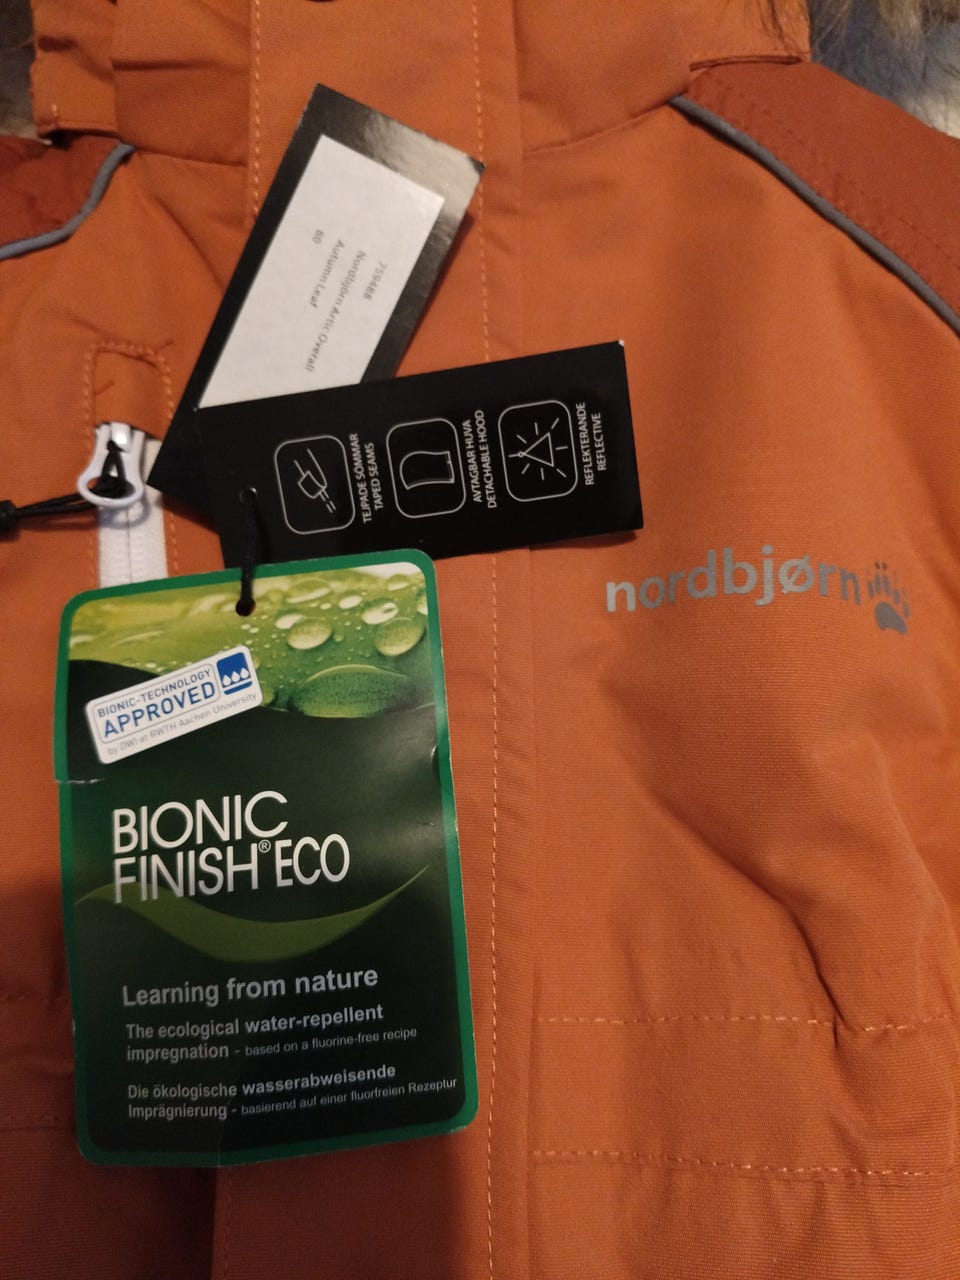 759488
Nordbjörn Artic Overall
Autumn Leaf
60
TEJPADE SÖMMAR
TAPED SEAMS
AVTAGBAR HUVA
DETACHABLE HOOD
REFLEKTERANDE
REFLECTIVE
nordbjørn
BIONIC-TECHNOLOGY
APPROVED
by DWI at RWTH Aachen University
BIONIC
FINISH® ECO
Learning from nature
The ecological water-repellent
impregnation - based on a fluorine-free recipe
Die ökologische wasserabweisende
Imprägnierung - basierend auf einer fluorfreien Rezeptur